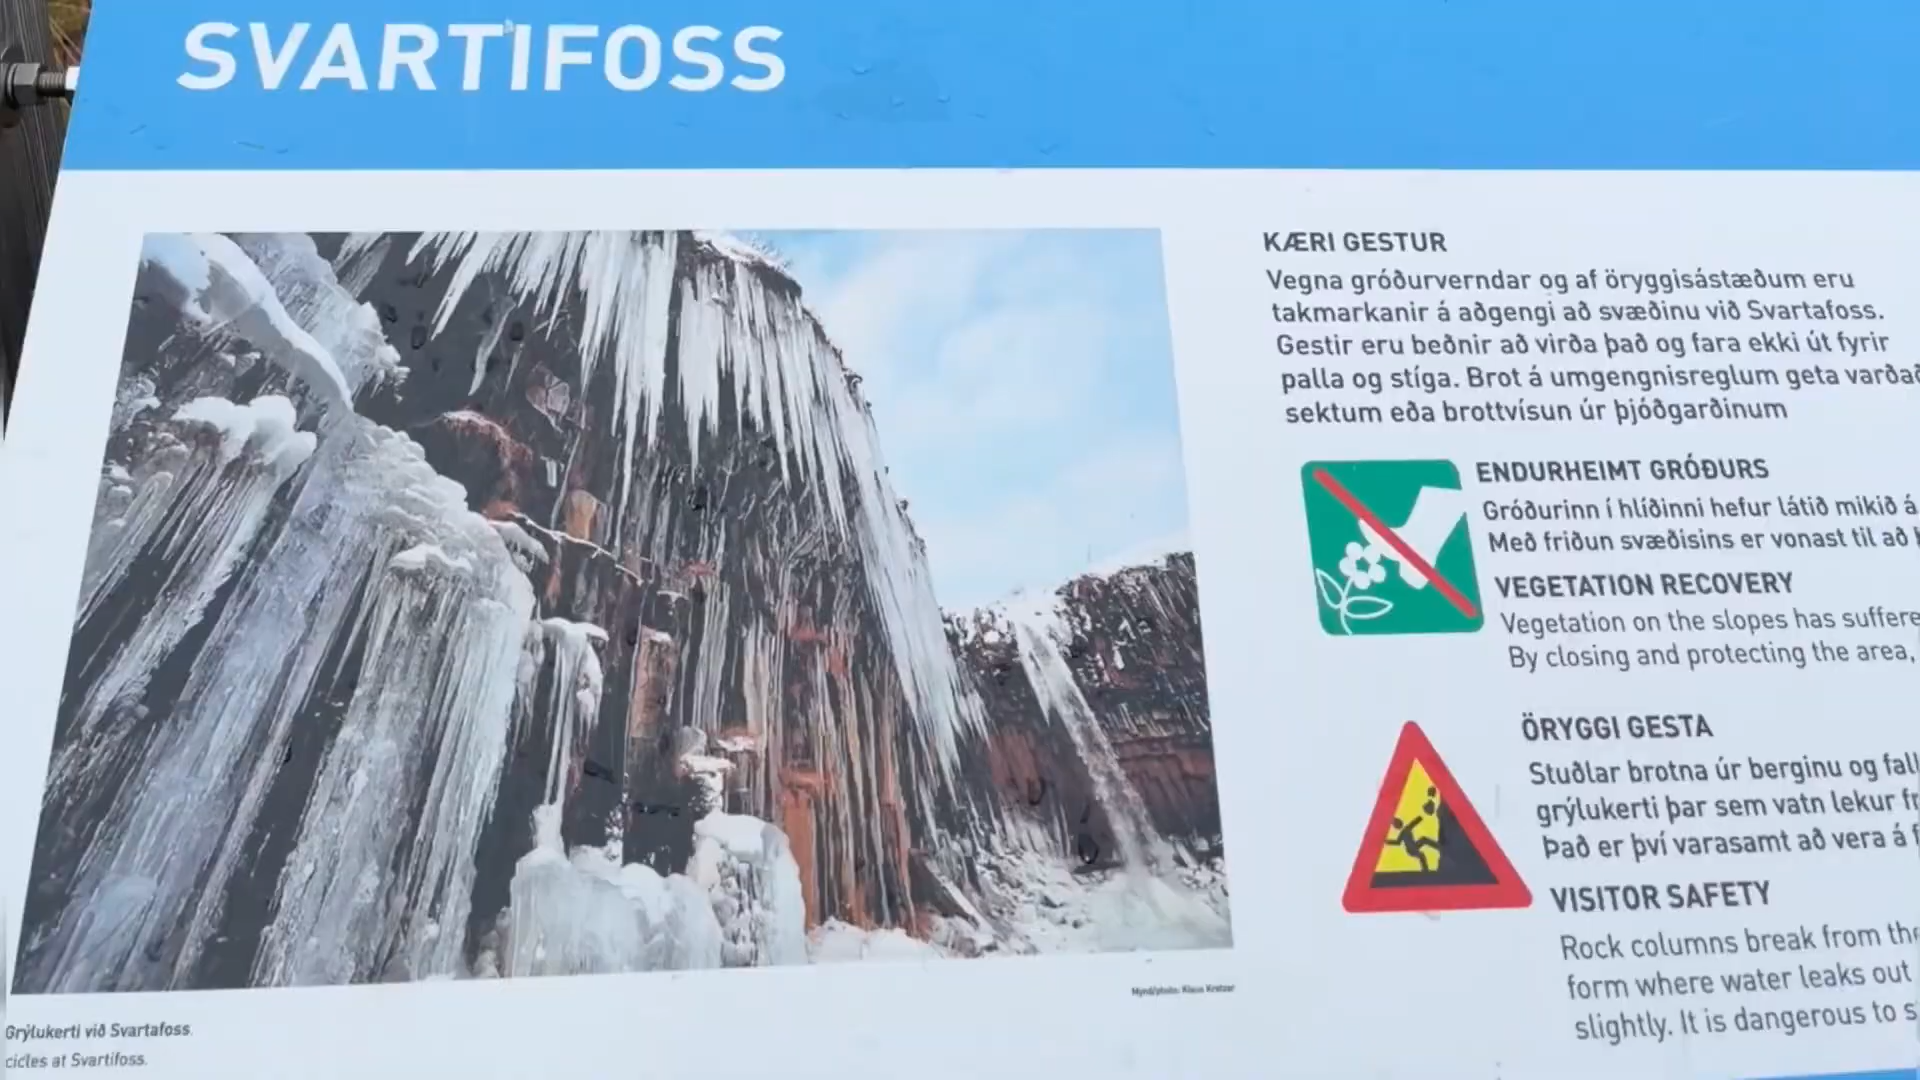 SVARTIFOSS
KÆRI GESTUR
Vegna gróðurverndar og af öryggisástæðum eru
takmarkanir á aðgengi að svæðinu við Svartafoss.
Gestir eru beðnir að virða það og fara ekki út fyrir
palla og stíga. Brot á umgengnisreglum geta varðað
sektum eða brottvísun úr þjóðgarðinum
ENDURHEIMT GRÓÐURS
Gróðurinn í hlíðinni hefur látið mikið á
Með friðun svæðisins er vonast til að
VEGETATION RECOVERY
Vegetation on the slopes has suffere
By closing and protecting the area,
ÖRYGGI GESTA
Stuðlar brotna úr berginu og fall
grýlukerti þar sem vatn lekur fr
Það er því varasamt að vera á f
VISITOR SAFETY
Rock columns break from the
form where water leaks out
slightly. It is dangerous to s
Mynd/photo: Klaus Kretzer
Grýlukerti við Svartafoss.
cicles at Svartifoss.